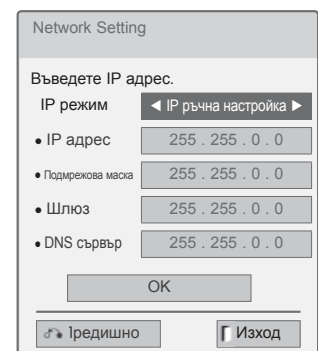 Network Setting
Въведете IP адрес.
IP режим ◀ IP ръчна настройка ▶
● IP адрес 255 . 255 . 0 . 0
● Подмрежова маска 255 . 255 . 0 . 0
● Шлюз 255 . 255 . 0 . 0
● DNS сървър 255 . 255 . 0 . 0
OK
Изход